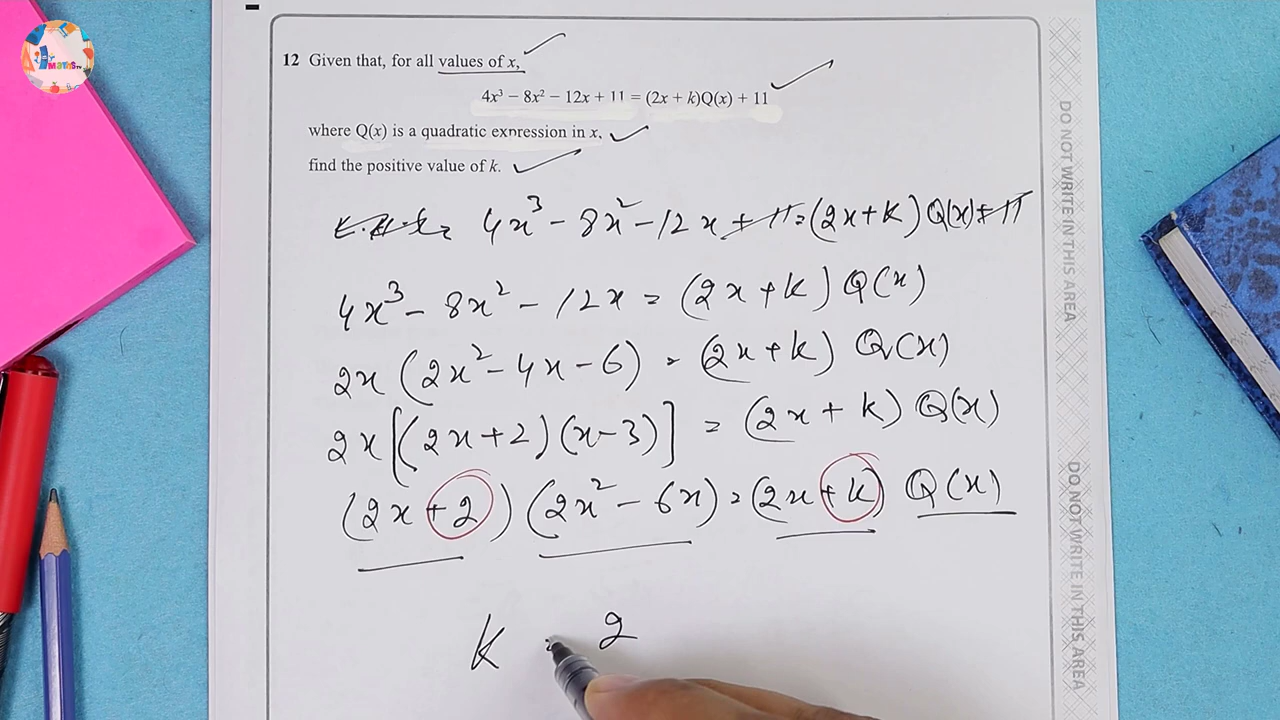 12 Given that, for all values of x,
4x³ − 8x² − 12x + 11 = (2x + k)Q(x) + 11
where Q(x) is a quadratic expression in x,
find the positive value of k.
4x³ − 8x² − 12x + 11 = (2x + k) Q(x) + 11
4x³ − 8x² − 12x = (2x + k) Q(x)
2x (2x² − 4x − 6) = (2x + k) Q(x)
2x [(2x + 2) (x − 3)] = (2x + k) Q(x)
(2x + 2) (2x² − 6x) = (2x + k) Q(x)
k = 2
DO NOT WRITE IN THIS AREA
DO NOT WRITE IN THIS AREA
MATHS